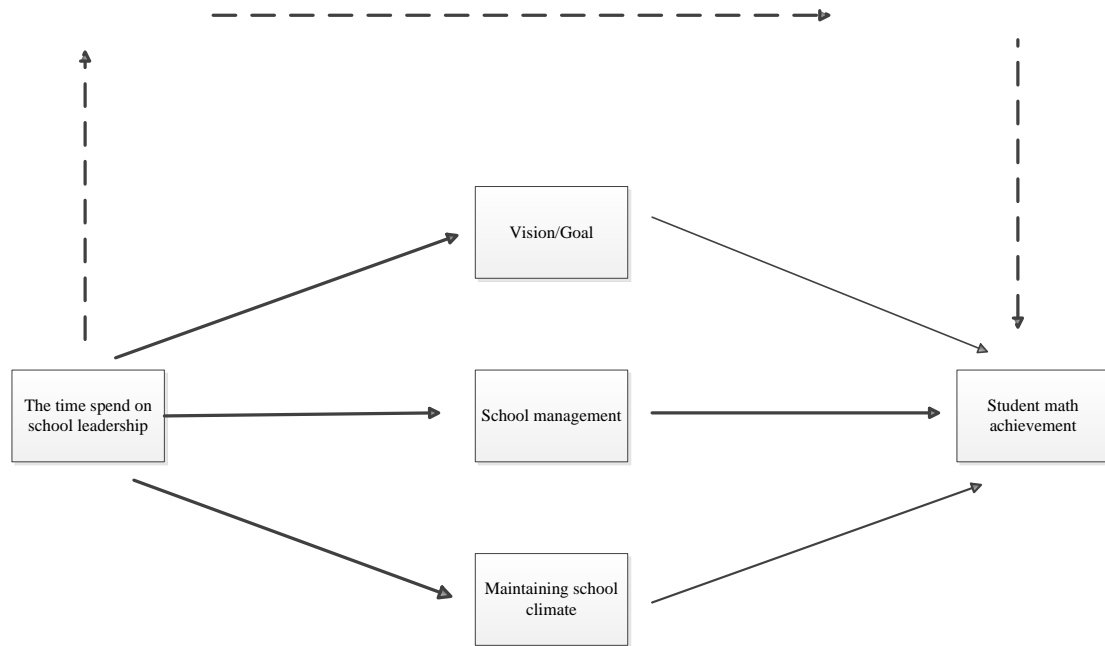 Vision/Goal
The time spend on
school leadership
School management
Student math
achievement
Maintaining school
climate